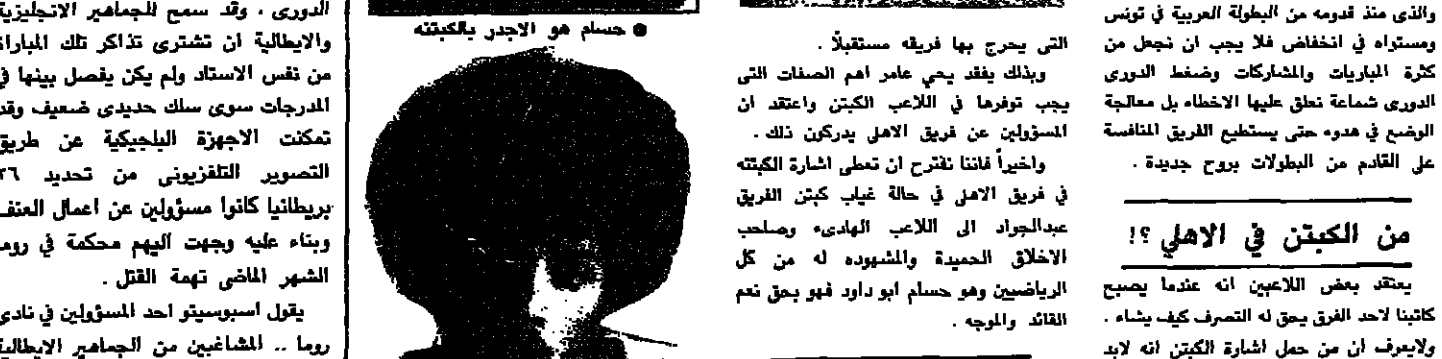 والذى منذ قدومه من البطولة العربية في تونس
ومستواه في انخفاض فلا يجب ان نجعل من
كثرة المباريات والمشاركات وضغط الدورى
الدورى شماعة نعلق عليها الاخطاء بل معالجة
الوضع في هدوء حتى يستطيع الفريق المنافسة
على القادم من البطولات بروح جديدة .
من الكبتن في الاهلي ؟!
يعتقد بعض اللاعبين انه عندما يصبح
كاتبنا لاحد الفرق يحق له التصرف كيف يشاء .
ولايعرف ان من حمل اشارة الكبتن انه لابد
التى يحرج بها فريقه مستقبلاً .
وبذلك يفقد يحي عامر اهم الصفات التى
يجب توفرها في اللاعب الكبتن واعتقد ان
المسؤولين عن فريق الاهلى يدركون ذلك .
واخيراً فاننا نقترح ان تعطى اشارة الكبتنه
في فريق الاهلى في حالة غياب كبتن الفريق
عبدالجواد الى اللاعب الهادىء وصاحب
الاخلاق الحميدة والمشهوده له من كل
الرياضيين وهو حسام ابو داود فهو بحق نعم
القائد والموجه .
● حسام هو الاجدر بالكبتنه
الدورى . وقد سمح للجماهير الانجليزية
والايطالية ان تشترى تذاكر تلك المباراة
من نفس الاستاد ولم يكن يفصل بينها في
المدرجات سوى سلك حديدى ضعيف وقد
تمكنت الاجهزة البلجيكية عن طريق
التصوير التلفزيونى من تحديد ٢٦
بريطانيا كانوا مسؤولين عن اعمال العنف
وبناء عليه وجهت اليهم محكمة في روما
الشهر الماضى تهمة القتل .
يقول اسبوسيتو احد المسؤولين في نادى
روما .. المشاغبين من الجماهير الايطالية